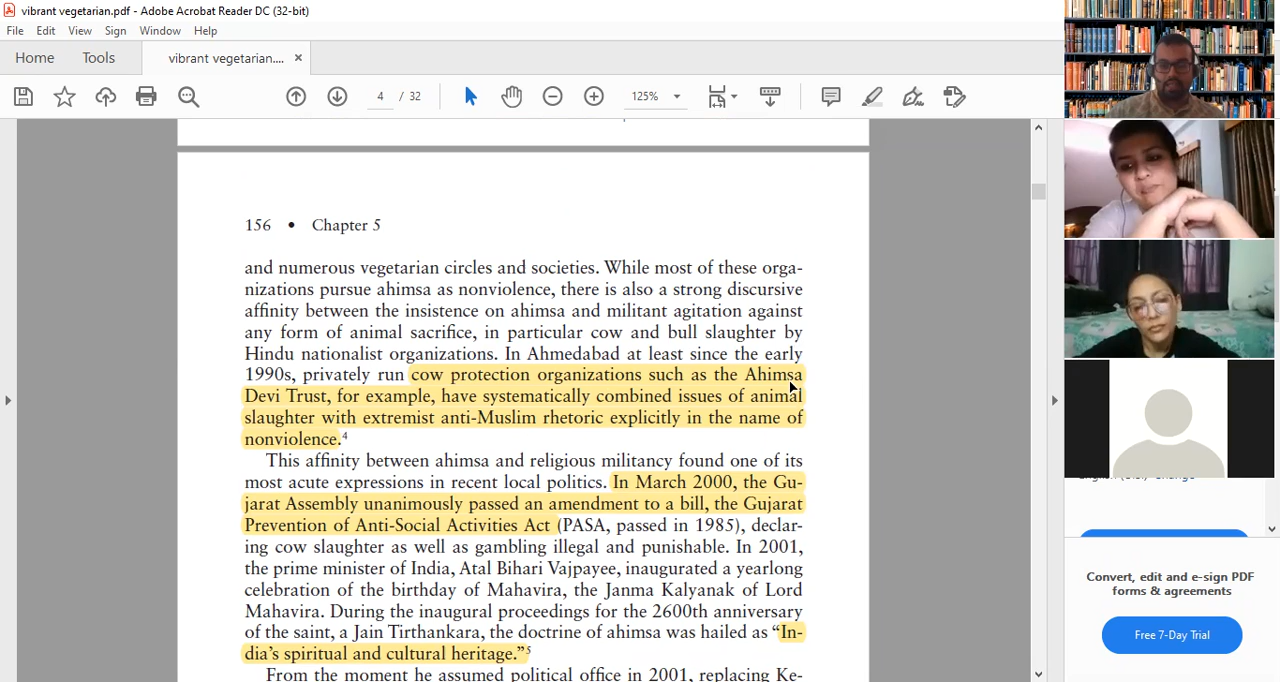 vibrant vegetarian.pdf - Adobe Acrobat Reader DC (32-bit)
File Edit View Sign Window Help
Home Tools vibrant vegetarian.... ×
4 / 32 125%
156 • Chapter 5
and numerous vegetarian circles and societies. While most of these orga-
nizations pursue ahimsa as nonviolence, there is also a strong discursive
affinity between the insistence on ahimsa and militant agitation against
any form of animal sacrifice, in particular cow and bull slaughter by
Hindu nationalist organizations. In Ahmedabad at least since the early
1990s, privately run cow protection organizations such as the Ahimsa
Devi Trust, for example, have systematically combined issues of animal
slaughter with extremist anti-Muslim rhetoric explicitly in the name of
nonviolence.4
This affinity between ahimsa and religious militancy found one of its
most acute expressions in recent local politics. In March 2000, the Gu-
jarat Assembly unanimously passed an amendment to a bill, the Gujarat
Prevention of Anti-Social Activities Act (PASA, passed in 1985), declar-
ing cow slaughter as well as gambling illegal and punishable. In 2001,
the prime minister of India, Atal Bihari Vajpayee, inaugurated a yearlong
celebration of the birthday of Mahavira, the Janma Kalyanak of Lord
Mahavira. During the inaugural proceedings for the 2600th anniversary
of the saint, a Jain Tirthankara, the doctrine of ahimsa was hailed as “In-
dia’s spiritual and cultural heritage.”5
From the moment he assumed political office in 2001, replacing Ke-
Convert, edit and e-sign PDF
forms & agreements
Free 7-Day Trial